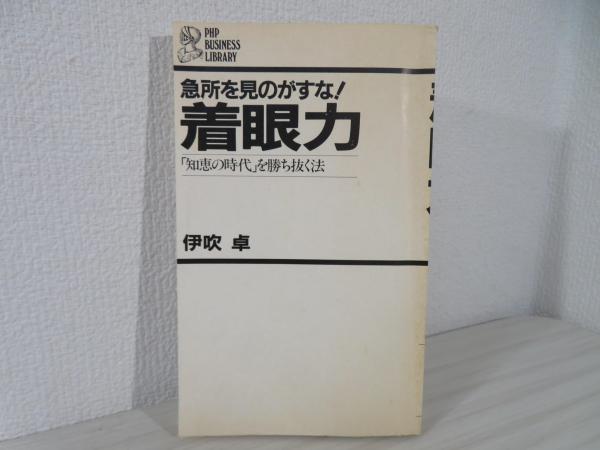 PHP
BUSINESS
LIBRARY
急所を見のがすな!
着眼力
「知恵の時代」を勝ち抜く法
伊吹 卓